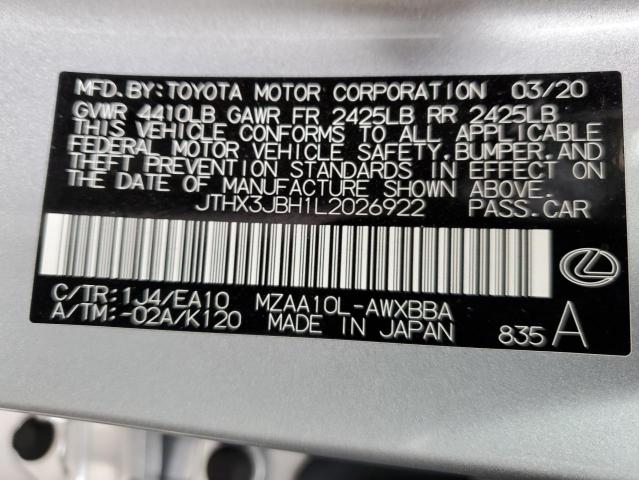 MFD.BY:TOYOTA MOTOR CORPORATION 03/20
GVWR 4410LB GAWR FR 2425LB RR 2425LB
THIS VEHICLE CONFORMS TO ALL APPLICABLE
FEDERAL MOTOR VEHICLE SAFETY,BUMPER,AND
THEFT PREVENTION STANDARDS IN EFFECT ON
THE DATE OF MANUFACTURE SHOWN ABOVE.
JTHX3JBH1L2026922 PASS.CAR
C/TR:1J4/EA10 MZAA10L-AWXBBA
A/TM:-02A/K120 MADE IN JAPAN 835 A